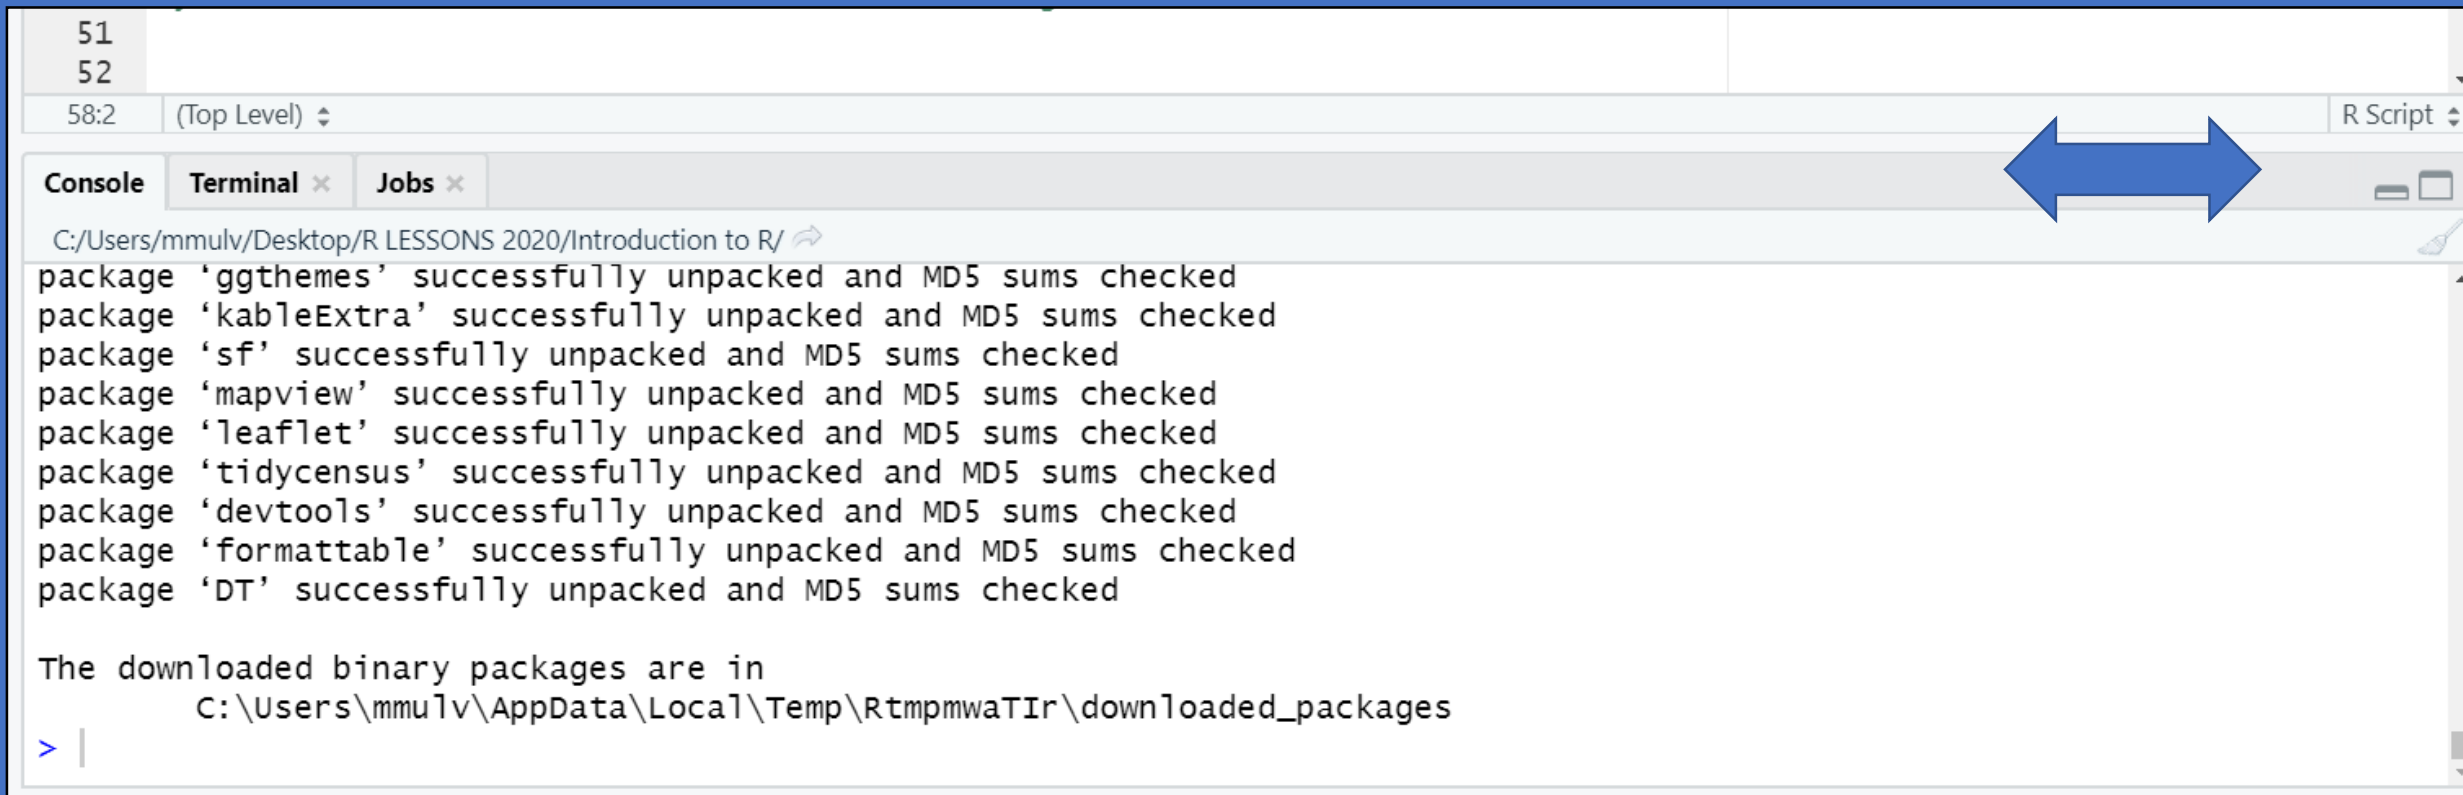 51
52
58:2 (Top Level) R Script
Console Terminal Jobs
C:/Users/mmulv/Desktop/R LESSONS 2020/Introduction to R/
package ‘ggthemes’ successfully unpacked and MD5 sums checked
package ‘kableExtra’ successfully unpacked and MD5 sums checked
package ‘sf’ successfully unpacked and MD5 sums checked
package ‘mapview’ successfully unpacked and MD5 sums checked
package ‘leaflet’ successfully unpacked and MD5 sums checked
package ‘tidycensus’ successfully unpacked and MD5 sums checked
package ‘devtools’ successfully unpacked and MD5 sums checked
package ‘formattable’ successfully unpacked and MD5 sums checked
package ‘DT’ successfully unpacked and MD5 sums checked
The downloaded binary packages are in
C:\Users\mmulv\AppData\Local\Temp\RtmpmwaTIr\downloaded_packages
>